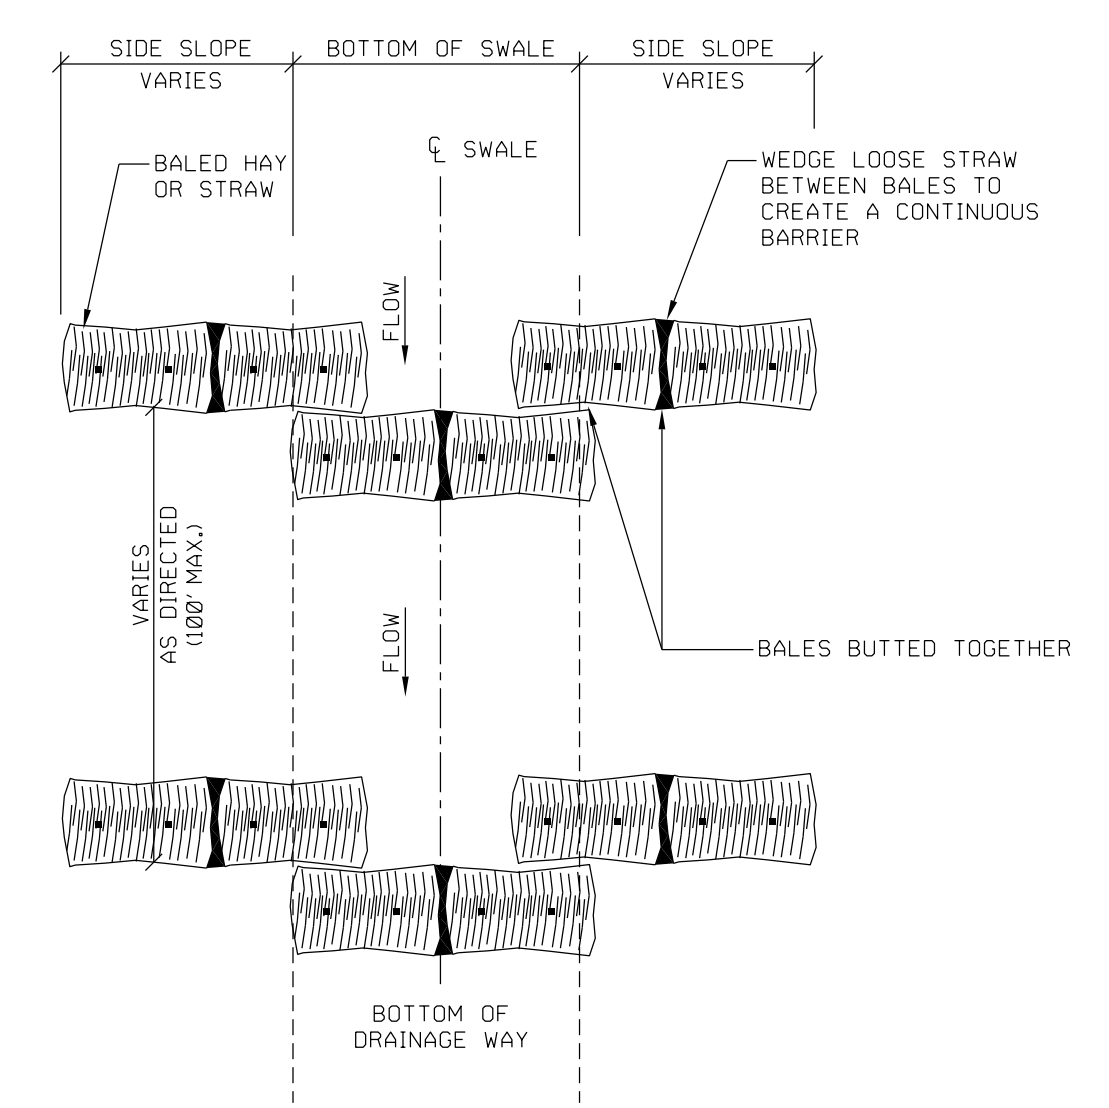 SIDE SLOPE
VARIES
BOTTOM OF SWALE
SIDE SLOPE
VARIES
℄ SWALE
BALED HAY
OR STRAW
WEDGE LOOSE STRAW
BETWEEN BALES TO
CREATE A CONTINUOUS
BARRIER
FLOW
VARIES
AS DIRECTED
(100' MAX.)
FLOW
BALES BUTTED TOGETHER
BOTTOM OF
DRAINAGE WAY